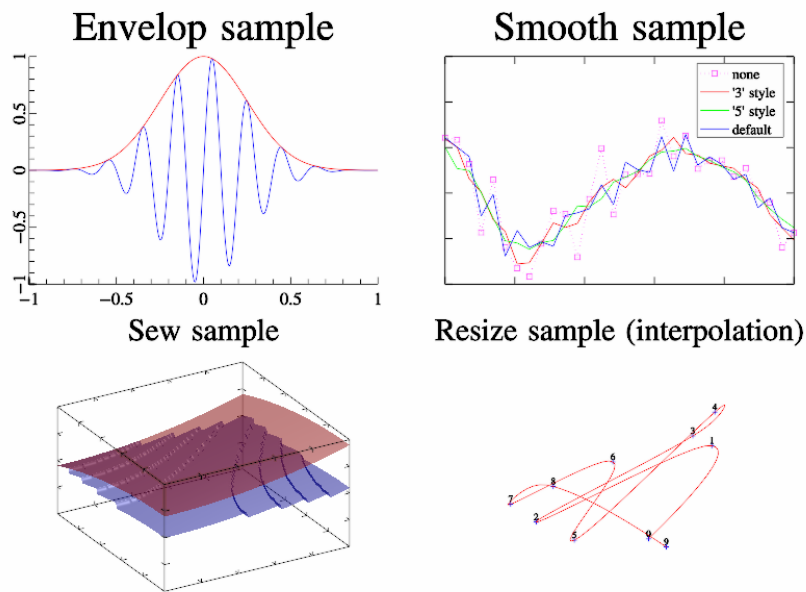 Envelop sample
Smooth sample
1
0.5
0
−0.5
−1
−1
−0.5
0
0.5
1
none
'3' style
'5' style
default
Sew sample
Resize sample (interpolation)
4
3
1
6
8
7
2
5
0
9